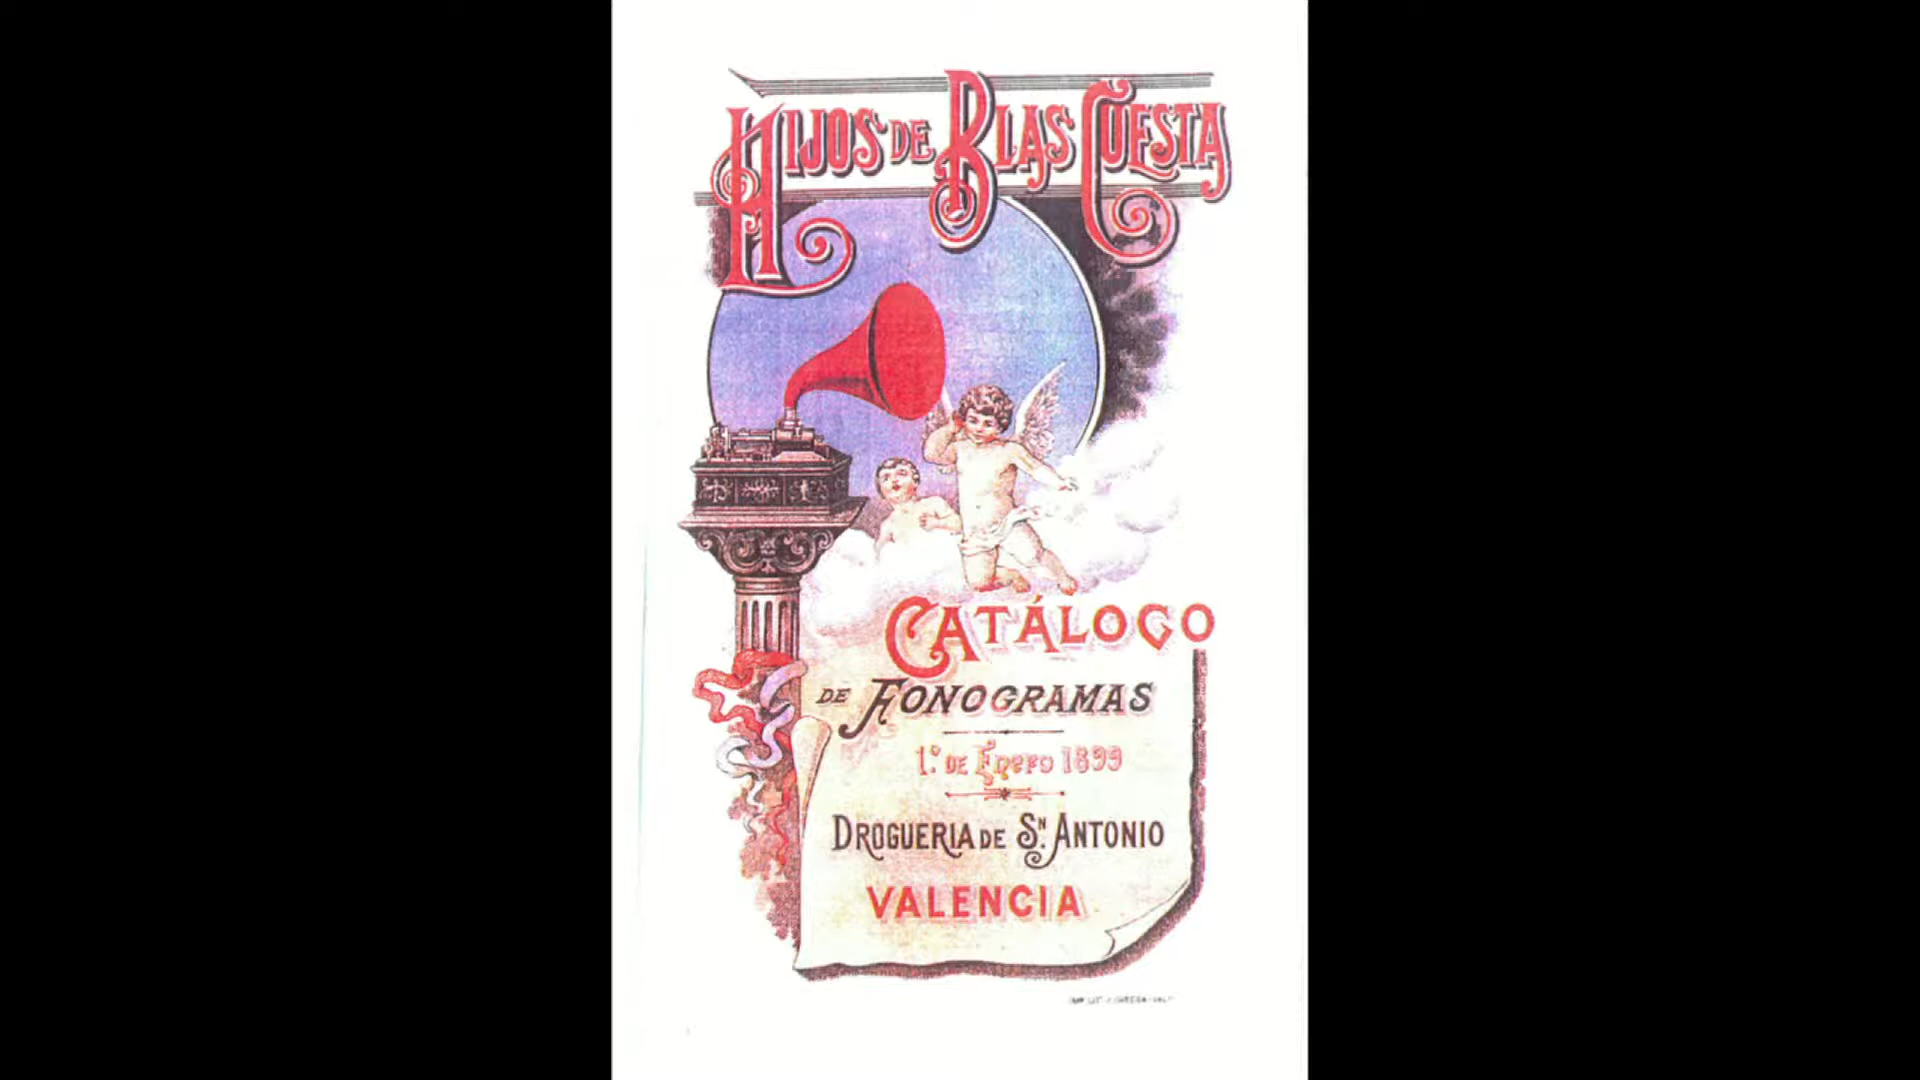 HIJOS DE BLAS CUESTA
CATÁLOGO
DE FONOGRAMAS
1.º DE Enero 1899
DROGUERIA DE S.N ANTONIO
VALENCIA